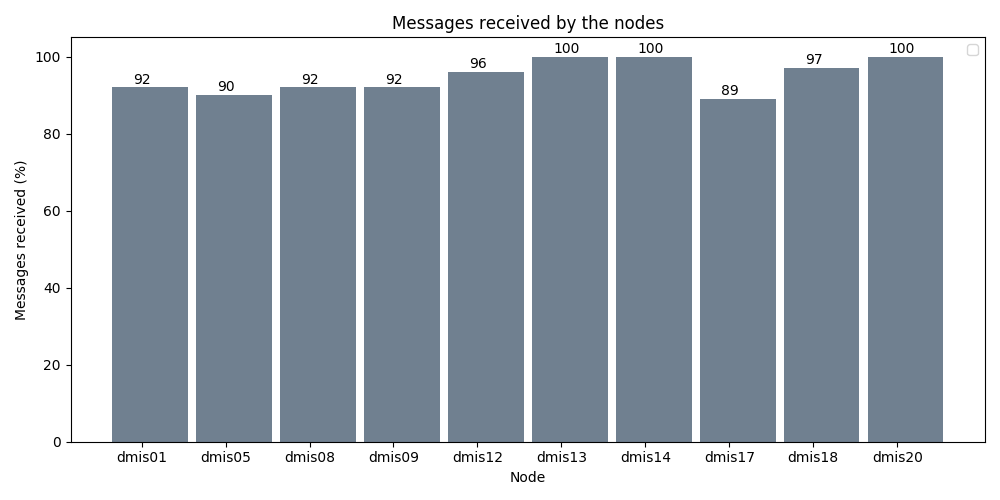 Messages received by the nodes
Messages received (%)
100
80
60
40
20
0
92
90
92
92
96
100
100
89
97
100
dmis01
dmis05
dmis08
dmis09
dmis12
dmis13
dmis14
dmis17
dmis18
dmis20
Node